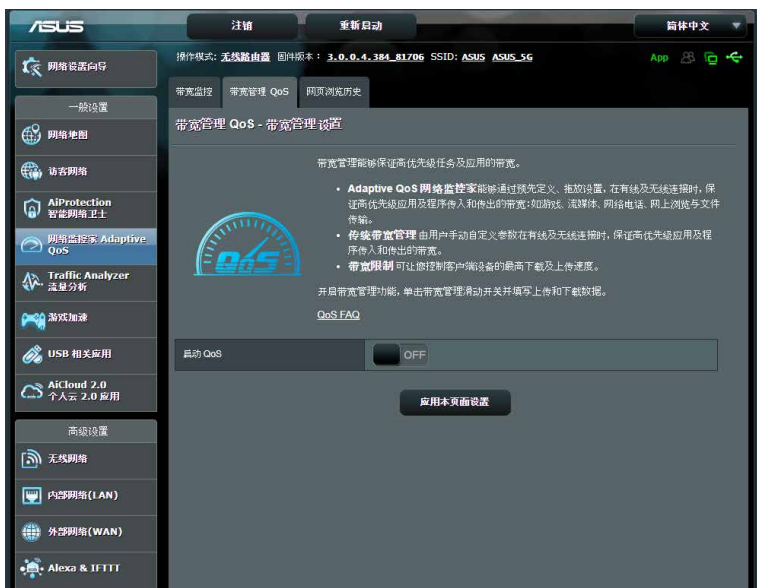 ASUS
注销
重新启动
简体中文
操作模式: 无线路由器 固件版本: 3.0.0.4.384_81706 SSID: ASUS ASUS_5G
App
网络设置向导
一般设置
网络地图
访客网络
AiProtection
智能网络卫士
网络监控家 Adaptive
QoS
Traffic Analyzer
流量分析
游戏加速
USB 相关应用
AiCloud 2.0
个人云 2.0 应用
高级设置
无线网络
内部网络(LAN)
外部网络(WAN)
Alexa & IFTTT
带宽监控
带宽管理 QoS
网页浏览历史
带宽管理 QoS - 带宽管理设置
QoS
带宽管理能够保证高优先级任务及应用的带宽。
• Adaptive QoS 网络监控家能够通过预先定义、拖放设置, 在有线及无线连接时, 保
证高优先级应用及程序传入和传出的带宽:如游戏、流媒体、网络电话、网上浏览与文件
传输。
• 传统带宽管理 由用户手动自定义参数在有线及无线连接时, 保证高优先级应用及程
序传入和传出的带宽。
• 带宽限制 可让您控制客户端设备的最高下载及上传速度。
开启带宽管理功能, 单击带宽管理滑动开关并填写上传和下载数据。
QoS FAQ
启动 QoS
OFF
应用本页面设置